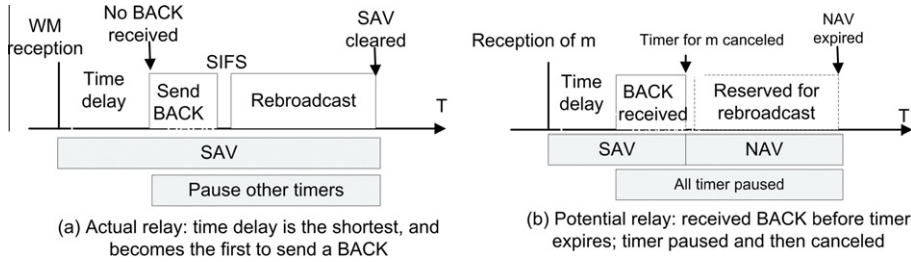 WM
reception
No BACK
received
SIFS
SAV
cleared
Time
delay
Send
BACK
Rebroadcast
T
SAV
Pause other timers
(a) Actual relay: time delay is the shortest, and
becomes the first to send a BACK
Reception of m
Timer for m canceled
NAV
expired
Time
delay
BACK
received
Reserved for
rebroadcast
T
SAV
NAV
All timer paused
(b) Potential relay: received BACK before timer
expires; timer paused and then canceled